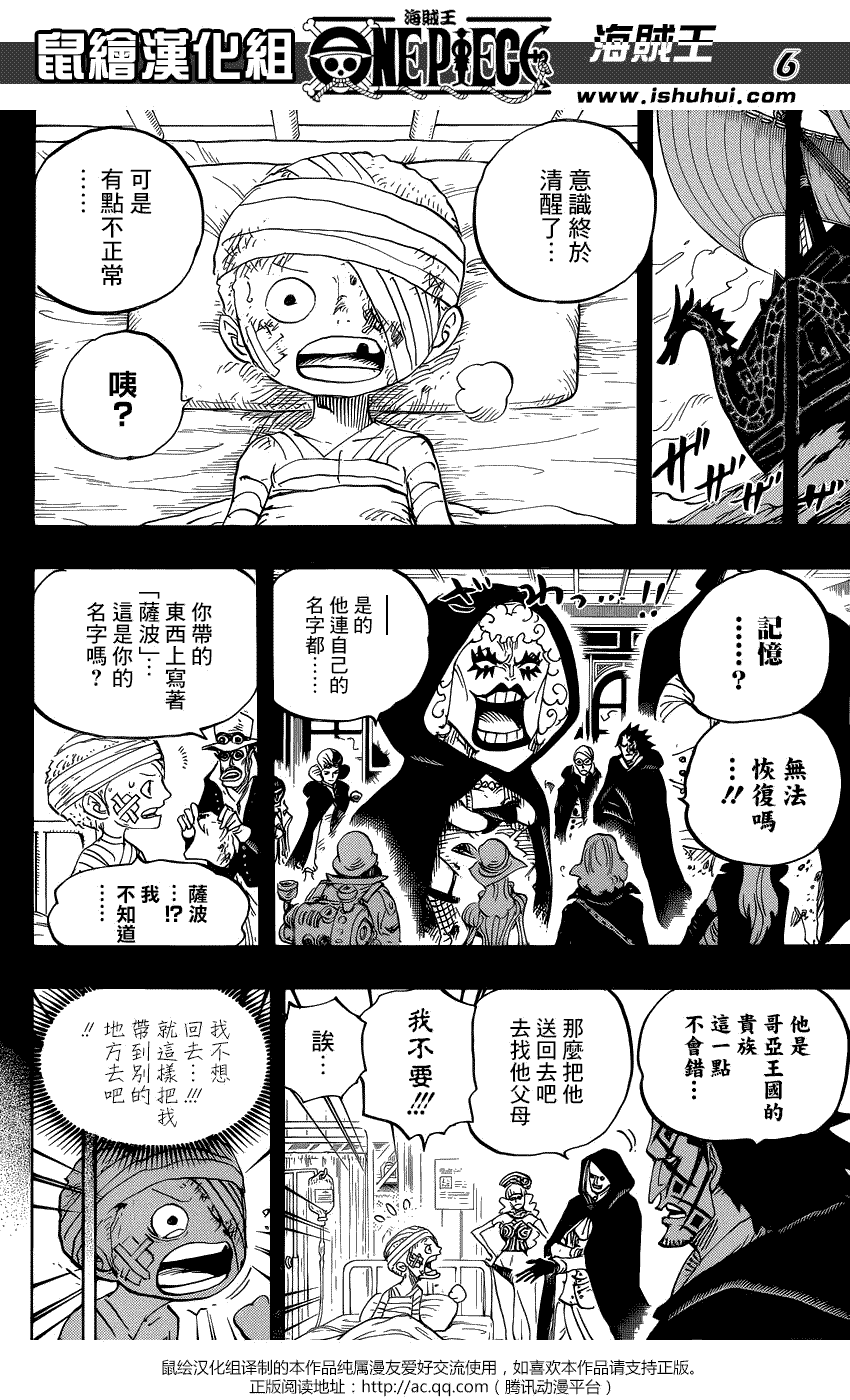 鼠繪漢化組
海賊王
ONE PIECE
海賊王
6
www.ishuhui.com
意識終於
清醒了…
可是
有點不正常
……
咦?
記憶
……?
無法
恢復嗎
…!!
ざわっ…!!
是的
他連自己的
名字都……
你帶的
東西上寫著
「薩波」…
這是你的
名字嗎?
薩波
…!?
我
不知道
……
他是
哥亞王國的
貴族
這一點
不會錯…
那麼把他
送回去吧
去找他父母
我不要!!!
誒…
我不想
回去…!!!
就這樣把我
帶到別的
地方去吧
!!
鼠绘汉化组译制的本作品纯属漫友爱好交流使用，如喜欢本作品请支持正版。
正版阅读地址：http://ac.qq.com（腾讯动漫平台）